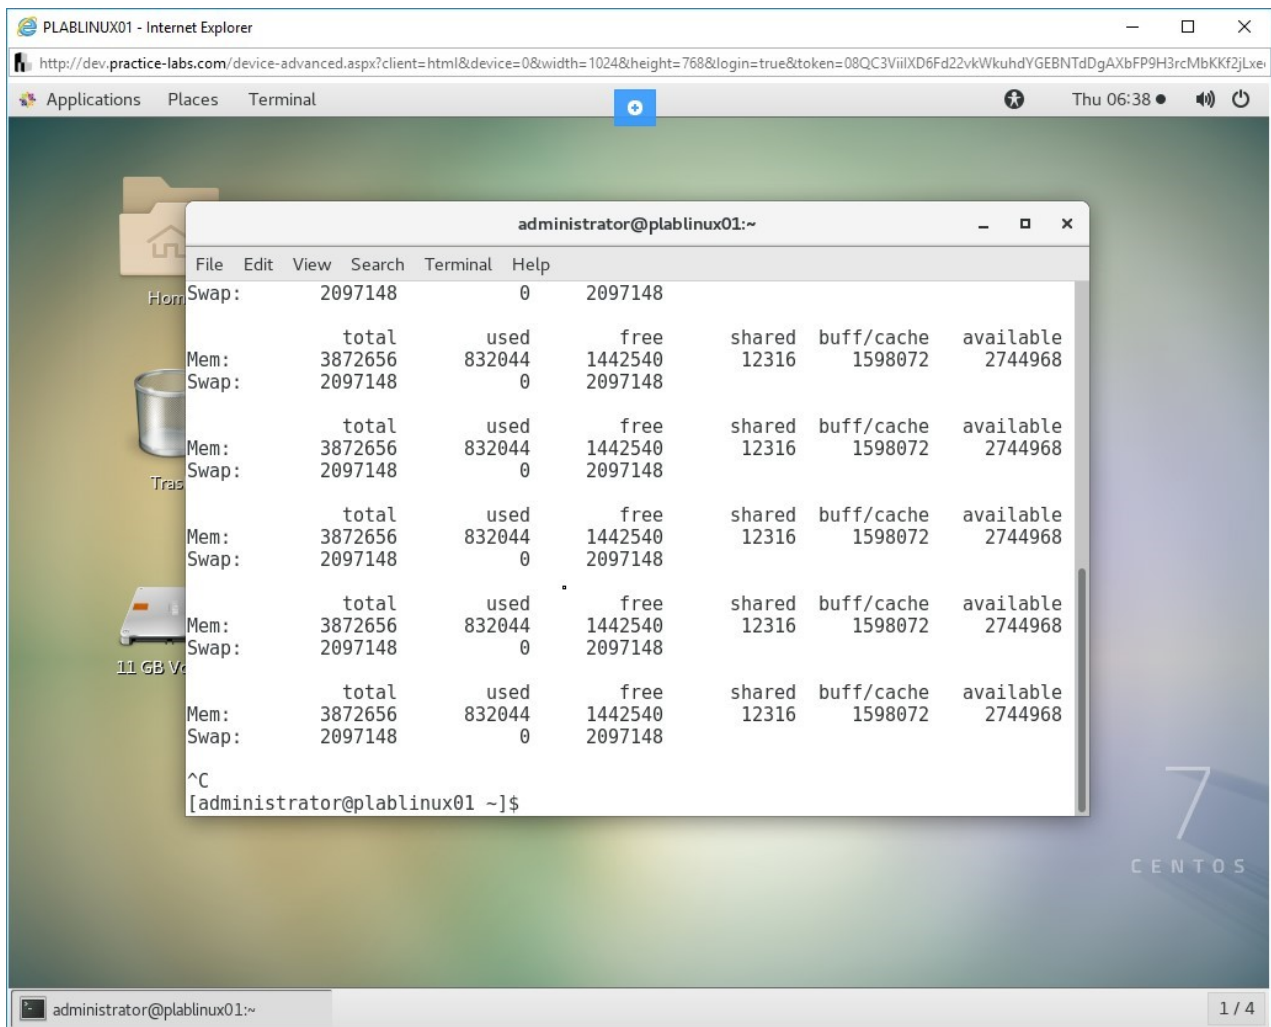 PLABLINUX01 - Internet Explorer
http://dev.practice-labs.com/device-advanced.aspx?client=html&device=0&width=1024&height=768&login=true&token=08QC3ViiIXD6Fd22vkWkuhdYGEBNTdDgAXbFP9H3rcMbKKf2jLxe
Applications Places Terminal Thu 06:38
administrator@plablinux01:~
File Edit View Search Terminal Help
Home
Swap: 2097148 0 2097148
total used free shared buff/cache available
Mem: 3872656 832044 1442540 12316 1598072 2744968
Swap: 2097148 0 2097148
total used free shared buff/cache available
Mem: 3872656 832044 1442540 12316 1598072 2744968
Swap: 2097148 0 2097148
Tras
total used free shared buff/cache available
Mem: 3872656 832044 1442540 12316 1598072 2744968
Swap: 2097148 0 2097148
total used free shared buff/cache available
Mem: 3872656 832044 1442540 12316 1598072 2744968
Swap: 2097148 0 2097148
11 GB Vo
total used free shared buff/cache available
Mem: 3872656 832044 1442540 12316 1598072 2744968
Swap: 2097148 0 2097148
^C
[administrator@plablinux01 ~]$
7
CENTOS
administrator@plablinux01:~
1 / 4